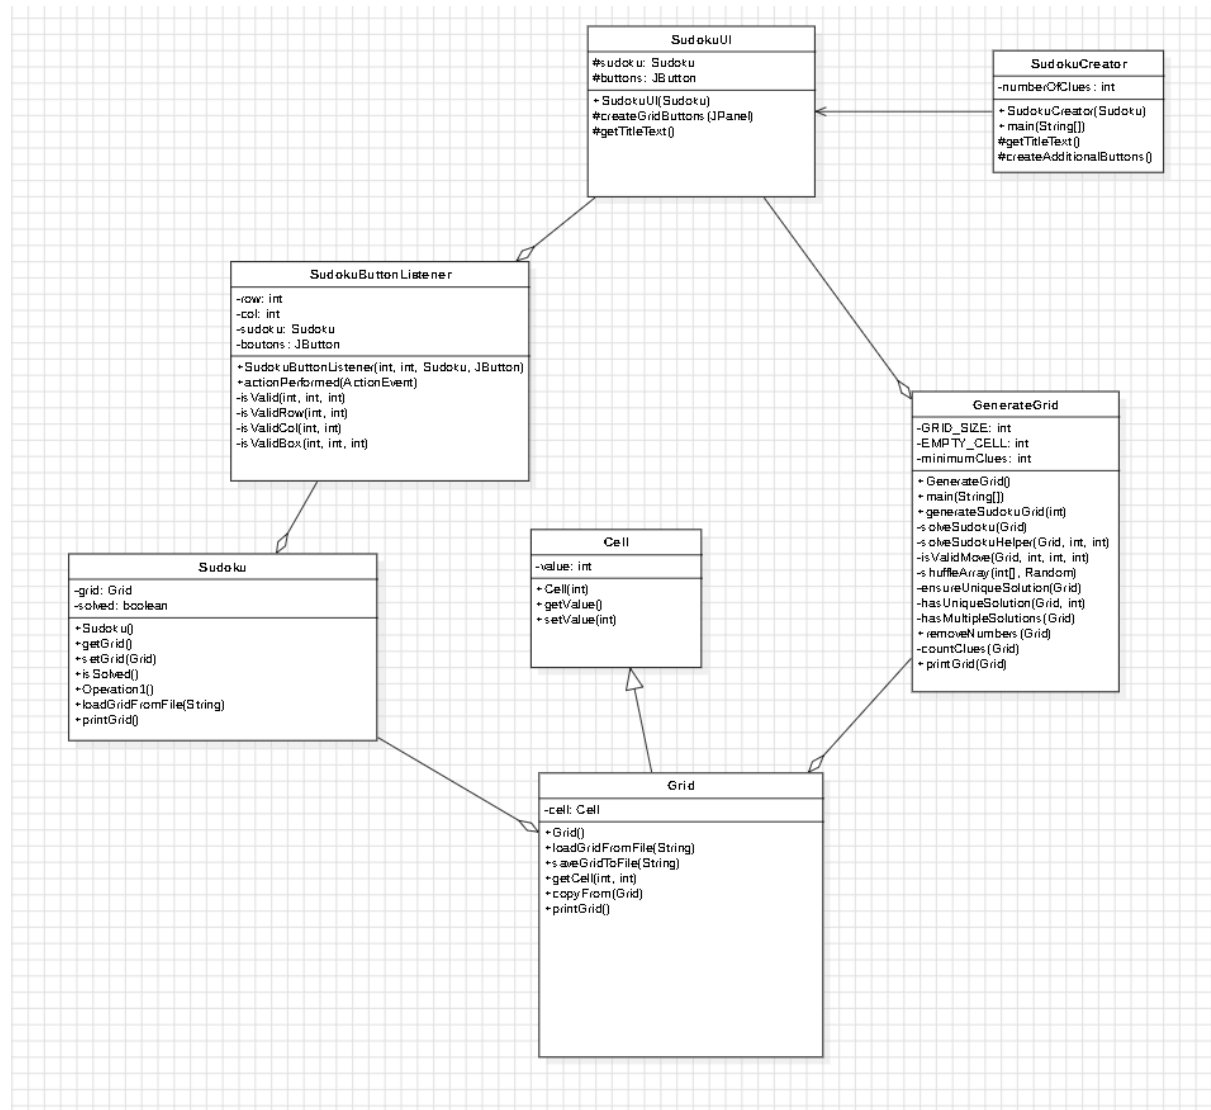 SudokuUI
#sudoku: Sudoku
#buttons: JButton
+SudokuUI(Sudoku)
#createGridButtons(JPanel)
#getTitleText()
SudokuCreator
-numberOfClues: int
+SudokuCreator(Sudoku)
+main(String[])
#getTitleText()
#createAdditionalButtons()
SudokuButtonListener
-row: int
-col: int
-sudoku: Sudoku
-boutons: JButton
+SudokuButtonListener(int, int, Sudoku, JButton)
+actionPerformed(ActionEvent)
-isValid(int, int, int)
-isValidRow(int, int)
-isValidCol(int, int)
-isValidBox(int, int, int)
GenerateGrid
-GRID_SIZE: int
-EMPTY_CELL: int
-minimumClues: int
+GenerateGrid()
+main(String[])
+generateSudokuGrid(int)
-solveSudoku(Grid)
-solveSudokuHelper(Grid, int, int)
-isValidMove(Grid, int, int, int)
-shuffleArray(int[], Random)
-ensureUniqueSolution(Grid)
-hasUniqueSolution(Grid, int)
-hasMultipleSolutions(Grid)
+removeNumbers(Grid)
-countClues(Grid)
+printGrid(Grid)
Sudoku
-grid: Grid
-solved: boolean
+Sudoku()
+getGrid()
+setGrid(Grid)
+isSolved()
+Operation1()
+loadGridFromFile(String)
+printGrid()
Cell
-value: int
+Cell(int)
+getValue()
+setValue(int)
Grid
-cell: Cell
+Grid()
+loadGridFromFile(String)
+saveGridToFile(String)
+getCell(int, int)
+copyFrom(Grid)
+printGrid()